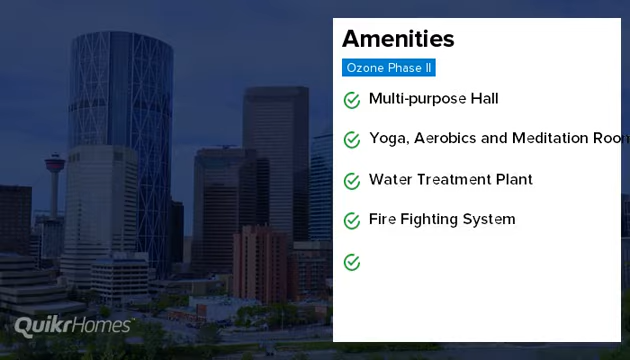 Amenities
Ozone Phase II
Multi-purpose Hall
Yoga, Aerobics and Meditation Room
Water Treatment Plant
Fire Fighting System
QuikrHomes